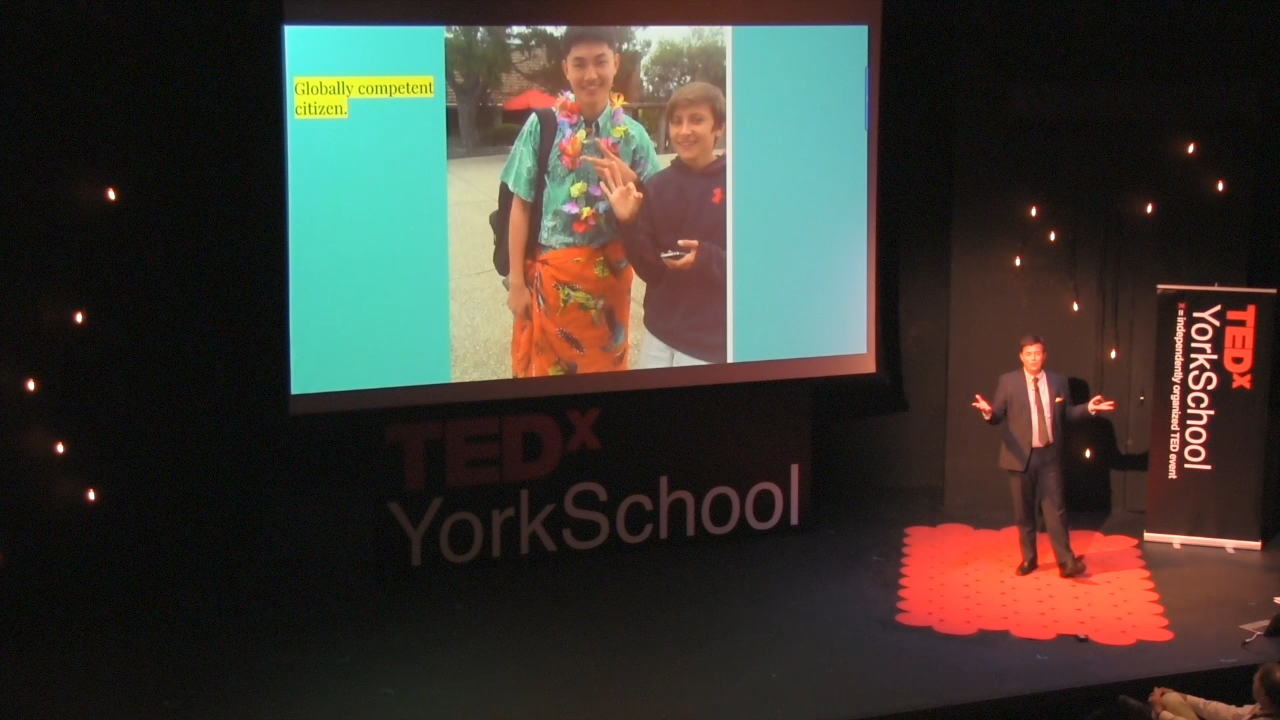 Globally competent
citizen.
TEDx
YorkSchool
TEDx
YorkSchool
x = independently organized TED event